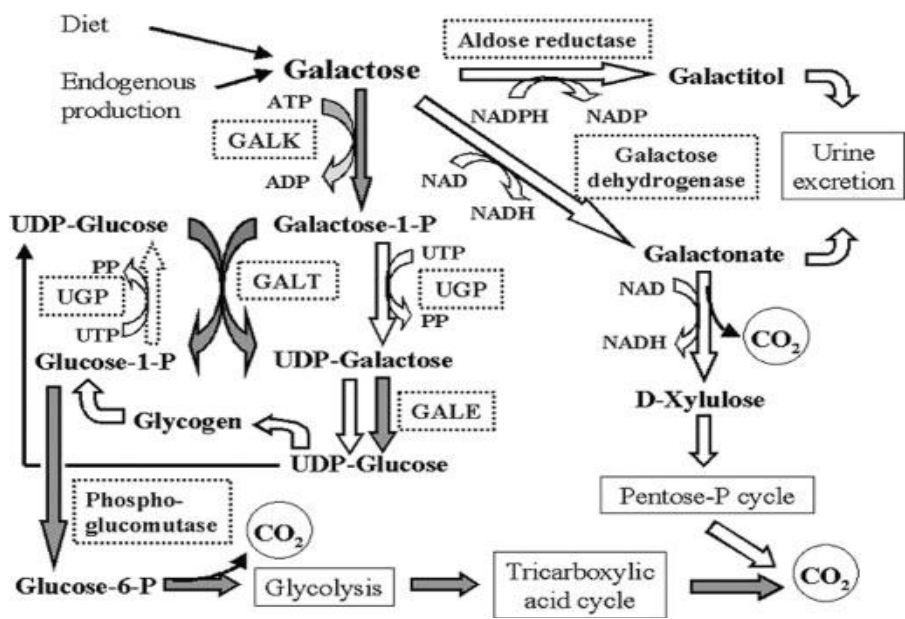 Diet
Endogenous
production
Galactose
Aldose reductase
Galactitol
NADPH
NADP
ATP
GALK
ADP
NAD
NADH
Galactose
dehydrogenase
Urine
excretion
UDP-Glucose
Galactose-1-P
Galactonate
PP
UGP
UTP
GALT
UTP
UGP
PP
NAD
NADH
CO2
Glucose-1-P
UDP-Galactose
D-Xylulose
Glycogen
GALE
UDP-Glucose
Pentose-P cycle
Phospho-
glucomutase
CO2
Glucose-6-P
Glycolysis
Tricarboxylic
acid cycle
CO2